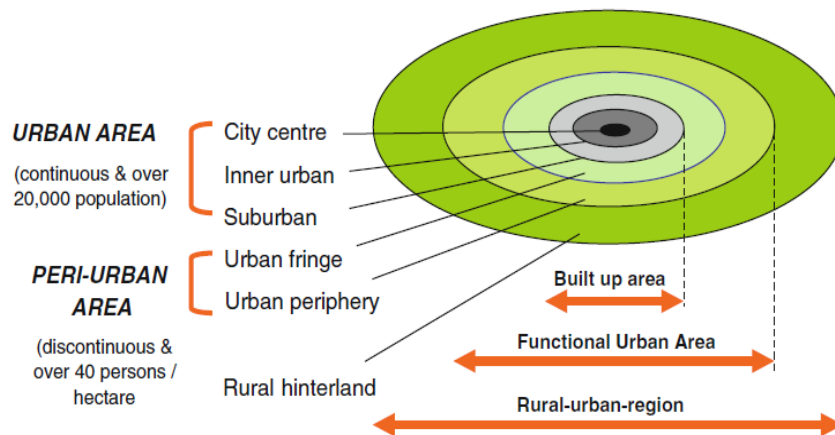 URBAN AREA
(continuous & over
20,000 population)
City centre
Inner urban
Suburban
PERI-URBAN
AREA
(discontinuous &
over 40 persons /
hectare
Urban fringe
Urban periphery
Rural hinterland
Built up area
Functional Urban Area
Rural-urban-region